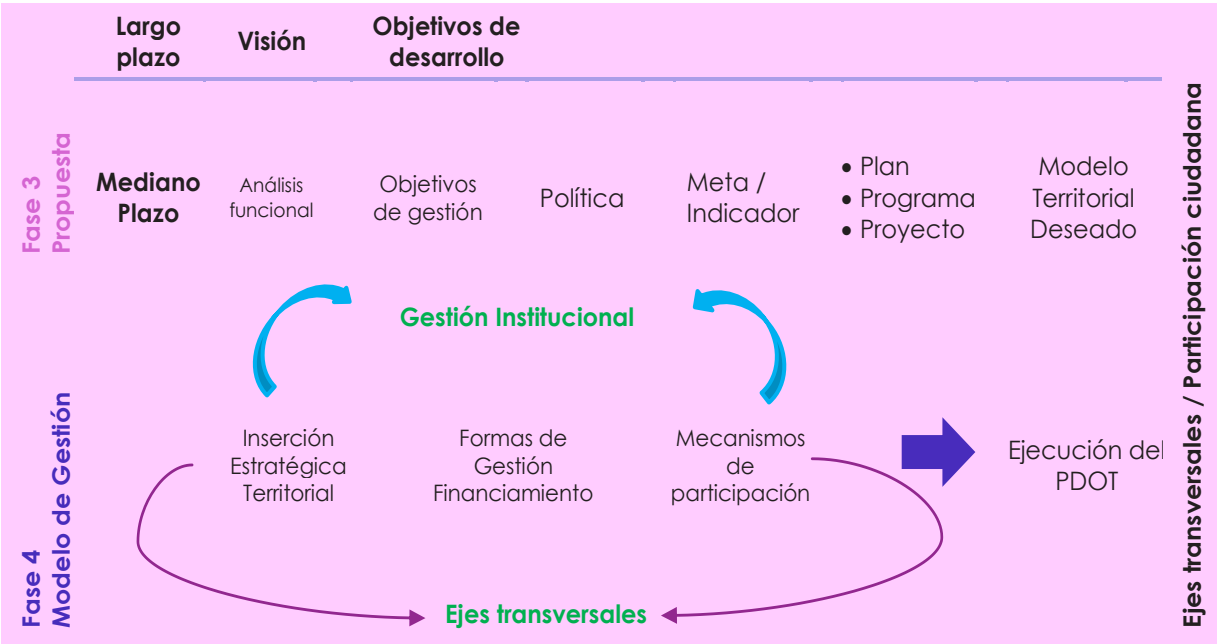 Largo
plazo
Visión
Objetivos de
desarrollo
Fase 3
Propuesta
Mediano
Plazo
Análisis
funcional
Objetivos
de gestión
Política
Meta /
Indicador
• Plan
• Programa
• Proyecto
Modelo
Territorial
Deseado
Gestión Institucional
Fase 4
Modelo de Gestión
Inserción
Estratégica
Territorial
Formas de
Gestión
Financiamiento
Mecanismos
de
participación
Ejecución del
PDOT
Ejes transversales
Ejes transversales / Participación ciudadana